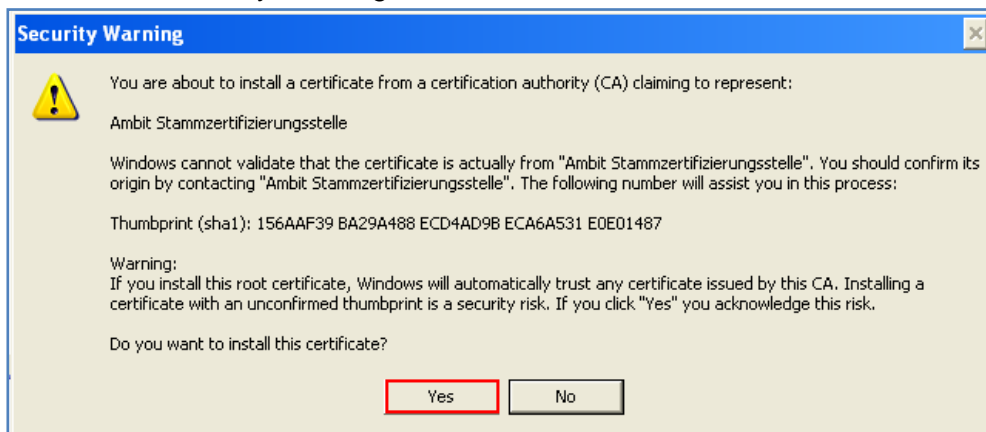 Security Warning
You are about to install a certificate from a certification authority (CA) claiming to represent:
Ambit Stammzertifizierungsstelle
Windows cannot validate that the certificate is actually from "Ambit Stammzertifizierungsstelle". You should confirm its
origin by contacting "Ambit Stammzertifizierungsstelle". The following number will assist you in this process:
Thumbprint (sha1): 156AAF39 BA29A488 ECD4AD9B ECA6A531 E0E01487
Warning:
If you install this root certificate, Windows will automatically trust any certificate issued by this CA. Installing a
certificate with an unconfirmed thumbprint is a security risk. If you click "Yes" you acknowledge this risk.
Do you want to install this certificate?
Yes No